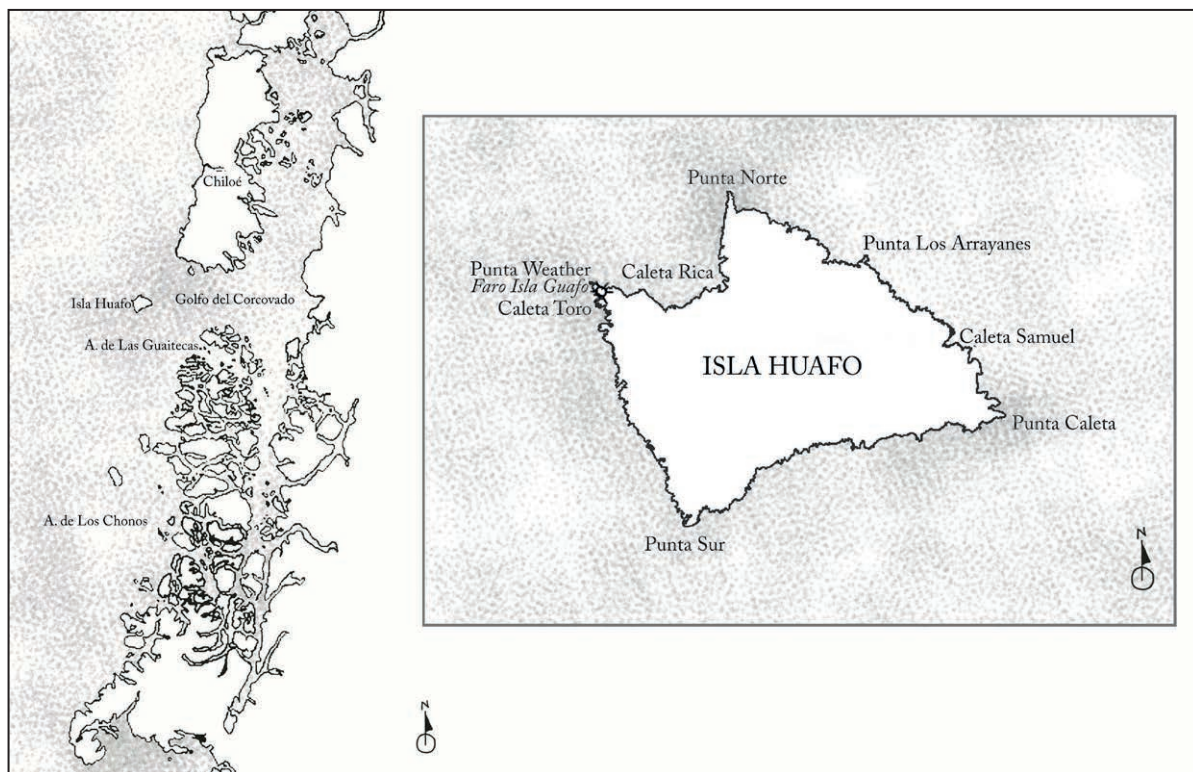 Chiloé
Isla Huafo
Golfo del Corcovado
A. de Las Guaitecas
A. de Los Chonos
N
Punta Norte
Punta Los Arrayanes
Punta Weather
Faro Isla Guafo
Caleta Toro
Caleta Rica
Caleta Samuel
ISLA HUAFO
Punta Caleta
Punta Sur
N